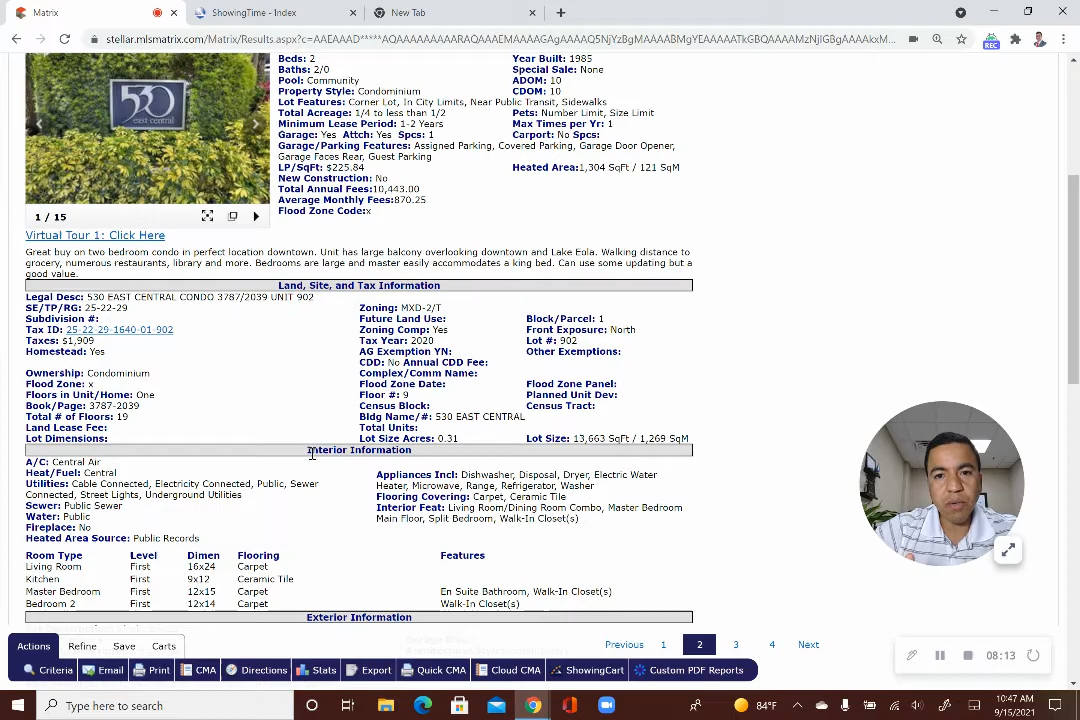 Matrix
ShowingTime - Index
New Tab
stellar.mlsmatrix.com/Matrix/Results.aspx?c=AAEAAAD*****AQAAAAAAAAARAQAAAEMAAAAGAgAAAAQ5NjYzBgMAAAABMgYEAAAAATkGBQAAAAMzNjIGBgAAAAkxM...
REC
530
east central
1 / 15
Beds: 2
Year Built: 1985
Baths: 2/0
Special Sale: None
Pool: Community
ADOM: 10
Property Style: Condominium
CDOM: 10
Lot Features: Corner Lot, In City Limits, Near Public Transit, Sidewalks
Total Acreage: 1/4 to less than 1/2
Pets: Number Limit, Size Limit
Minimum Lease Period: 1-2 Years
Max Times per Yr: 1
Garage: Yes Attch: Yes Spcs: 1
Carport: No Spcs:
Garage/Parking Features: Assigned Parking, Covered Parking, Garage Door Opener,
Garage Faces Rear, Guest Parking
LP/SqFt: $225.84
Heated Area:1,304 SqFt / 121 SqM
New Construction: No
Total Annual Fees:10,443.00
Average Monthly Fees:870.25
Flood Zone Code:x
Virtual Tour 1: Click Here
Great buy on two bedroom condo in perfect location downtown. Unit has large balcony overlooking downtown and Lake Eola. Walking distance to
grocery, numerous restaurants, library and more. Bedrooms are large and master easily accommodates a king bed. Can use some updating but a
good value.
Land, Site, and Tax Information
Legal Desc: 530 EAST CENTRAL CONDO 3787/2039 UNIT 902
SE/TP/RG: 25-22-29
Zoning: MXD-2/T
Subdivision #:
Future Land Use:
Block/Parcel: 1
Tax ID: 25-22-29-1640-01-902
Zoning Comp: Yes
Front Exposure: North
Taxes: $1,909
Tax Year: 2020
Lot #: 902
Homestead: Yes
AG Exemption YN:
Other Exemptions:
CDD: No Annual CDD Fee:
Ownership: Condominium
Complex/Comm Name:
Flood Zone: x
Flood Zone Date:
Flood Zone Panel:
Floors in Unit/Home: One
Floor #: 9
Planned Unit Dev:
Book/Page: 3787-2039
Census Block:
Census Tract:
Total # of Floors: 19
Bldg Name/#: 530 EAST CENTRAL
Land Lease Fee:
Total Units:
Lot Dimensions:
Lot Size Acres: 0.31
Lot Size: 13,663 SqFt / 1,269 SqM
Interior Information
A/C: Central Air
Heat/Fuel: Central
Utilities: Cable Connected, Electricity Connected, Public, Sewer
Connected, Street Lights, Underground Utilities
Sewer: Public Sewer
Water: Public
Fireplace: No
Heated Area Source: Public Records
Appliances Incl: Dishwasher, Disposal, Dryer, Electric Water
Heater, Microwave, Range, Refrigerator, Washer
Flooring Covering: Carpet, Ceramic Tile
Interior Feat: Living Room/Dining Room Combo, Master Bedroom
Main Floor, Split Bedroom, Walk-In Closet(s)
Room Type Level Dimen Flooring Features
Living Room First 16x24 Carpet
Kitchen First 9x12 Ceramic Tile
Master Bedroom First 12x15 Carpet En Suite Bathroom, Walk-In Closet(s)
Bedroom 2 First 12x14 Carpet Walk-In Closet(s)
Exterior Information
Actions Refine Save Carts
Previous 1 2 3 4 Next
Criteria Email Print CMA Directions Stats Export Quick CMA Cloud CMA ShowingCart Custom PDF Reports
08:13
Type here to search
84°F
10:47 AM
9/15/2021